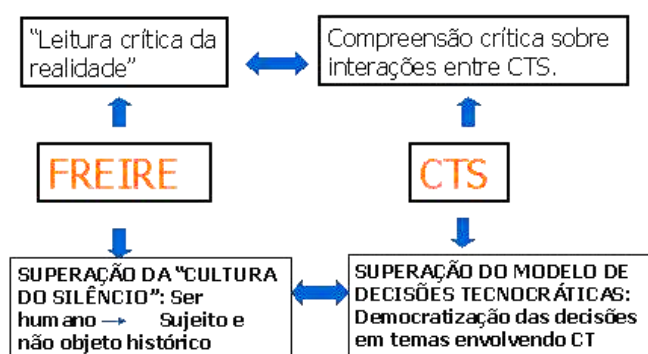 “Leitura crítica da
realidade”
Compreensão crítica sobre
interações entre CTS.
FREIRE
CTS
SUPERAÇÃO DA “CULTURA
DO SILÊNCIO”: Ser
humano → Sujeito e
não objeto histórico
SUPERAÇÃO DO MODELO DE
DECISÕES TECNOCRÁTICAS:
Democratização das decisões
em temas envolvendo CT